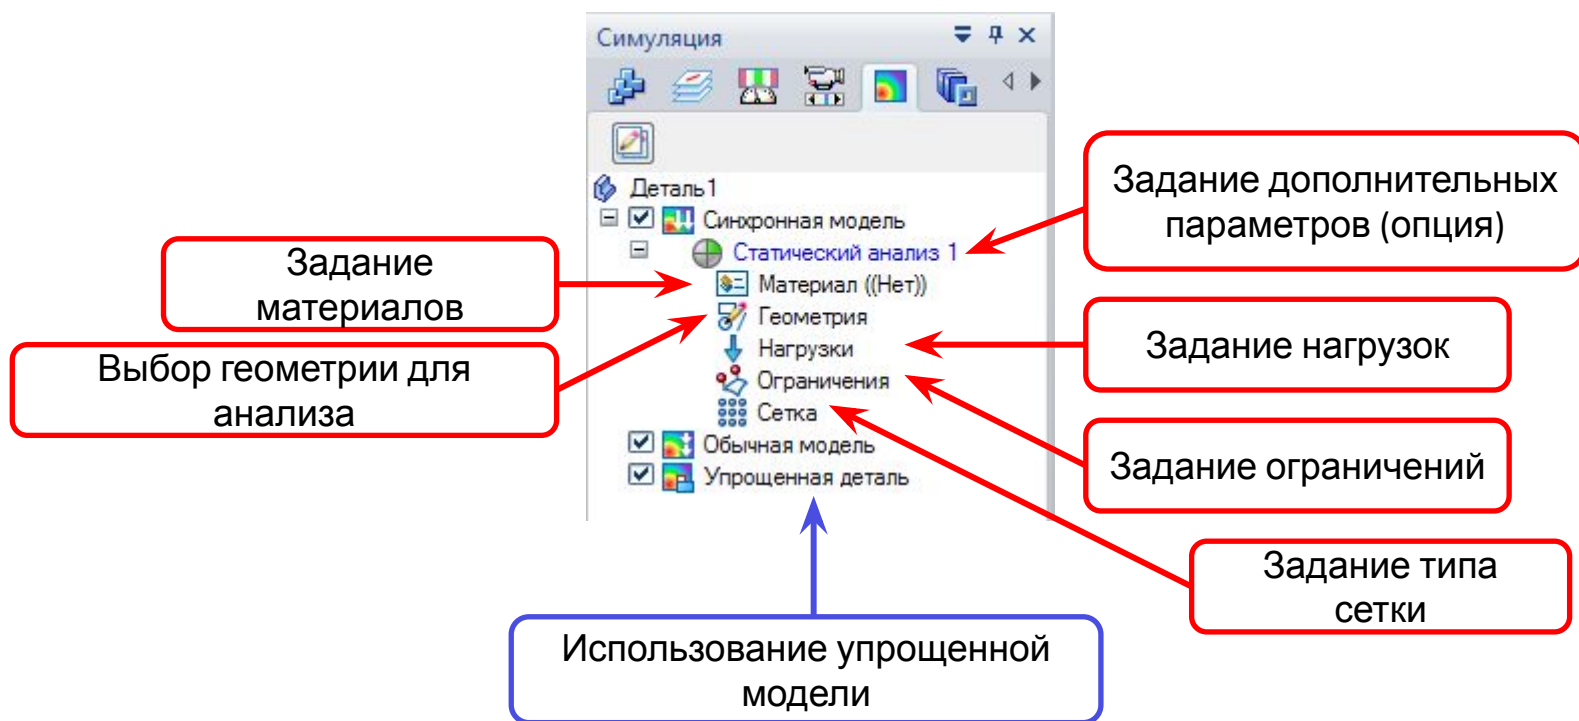 Симуляция
Деталь1
Синхронная модель
Статический анализ 1
Материал ((Нет))
Геометрия
Нагрузки
Ограничения
Сетка
Обычная модель
Упрощенная деталь
Задание
материалов
Выбор геометрии для
анализа
Задание дополнительных
параметров (опция)
Задание нагрузок
Задание ограничений
Задание типа
сетки
Использование упрощенной
модели